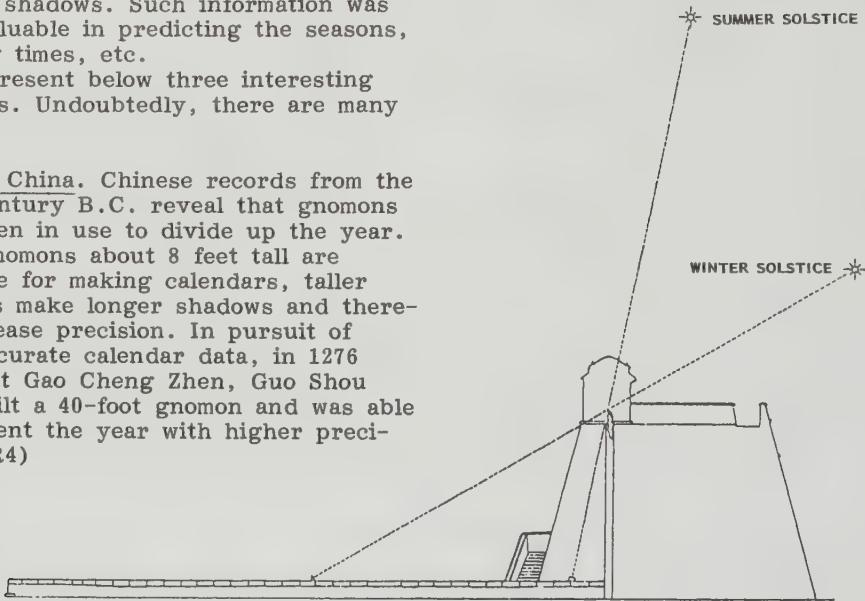 shadows. Such information was
luable in predicting the seasons,
times, etc.
resent below three interesting
s. Undoubtedly, there are many
China. Chinese records from the
ntury B.C. reveal that gnomons
en in use to divide up the year.
nomons about 8 feet tall are
e for making calendars, taller
s make longer shadows and there-
ease precision. In pursuit of
curate calendar data, in 1276
t Gao Cheng Zhen, Guo Shou
ilt a 40-foot gnomon and was able
ent the year with higher preci-
4)
SUMMER SOLSTICE
WINTER SOLSTICE